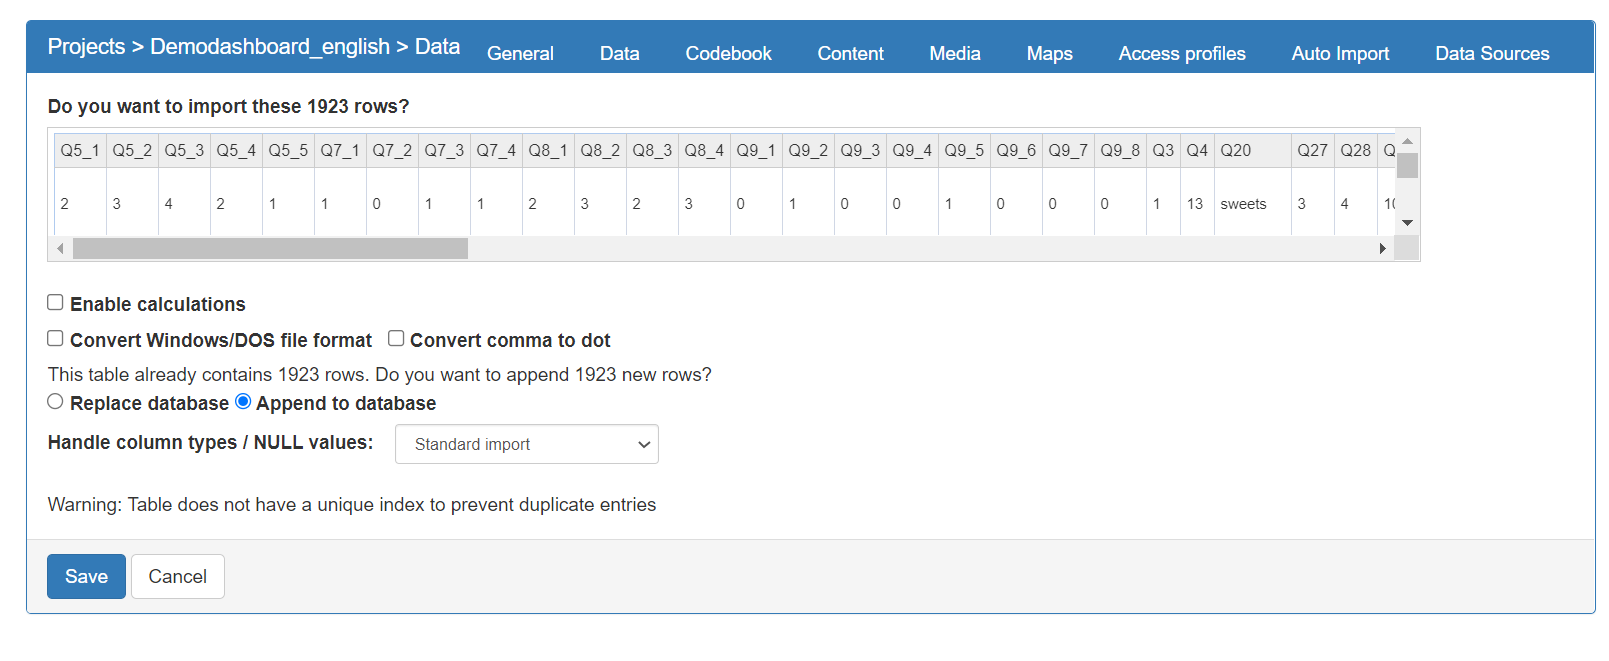 Projects > Demodashboard_english > Data General Data Codebook Content Media Maps Access profiles Auto Import Data Sources
Do you want to import these 1923 rows?
Q5_1 Q5_2 Q5_3 Q5_4 Q5_5 Q7_1 Q7_2 Q7_3 Q7_4 Q8_1 Q8_2 Q8_3 Q8_4 Q9_1 Q9_2 Q9_3 Q9_4 Q9_5 Q9_6 Q9_7 Q9_8 Q3 Q4 Q20 Q27 Q28
2 3 4 2 1 1 0 1 1 2 3 2 3 0 1 0 0 1 0 0 0 1 13 sweets 3 4
Enable calculations
Convert Windows/DOS file format Convert comma to dot
This table already contains 1923 rows. Do you want to append 1923 new rows?
Replace database Append to database
Handle column types / NULL values: Standard import
Warning: Table does not have a unique index to prevent duplicate entries
Save Cancel